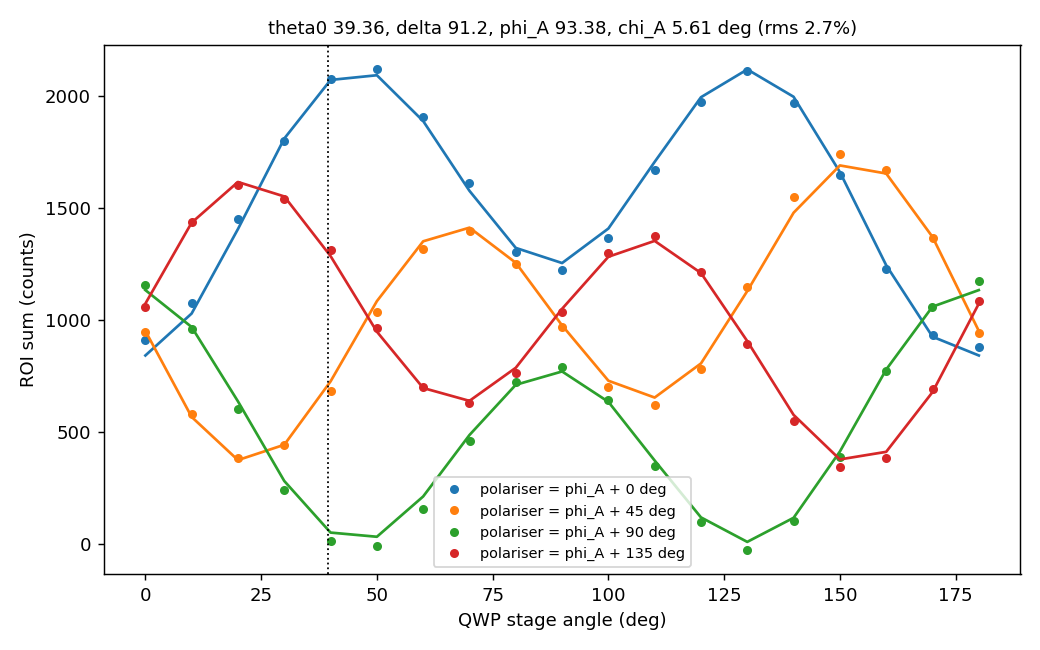 theta0 39.36, delta 91.2, phi_A 93.38, chi_A 5.61 deg (rms 2.7%)
ROI sum (counts)
2000
1500
1000
500
0
polariser = phi_A + 0 deg
polariser = phi_A + 45 deg
polariser = phi_A + 90 deg
polariser = phi_A + 135 deg
0 25 50 75 100 125 150 175
QWP stage angle (deg)